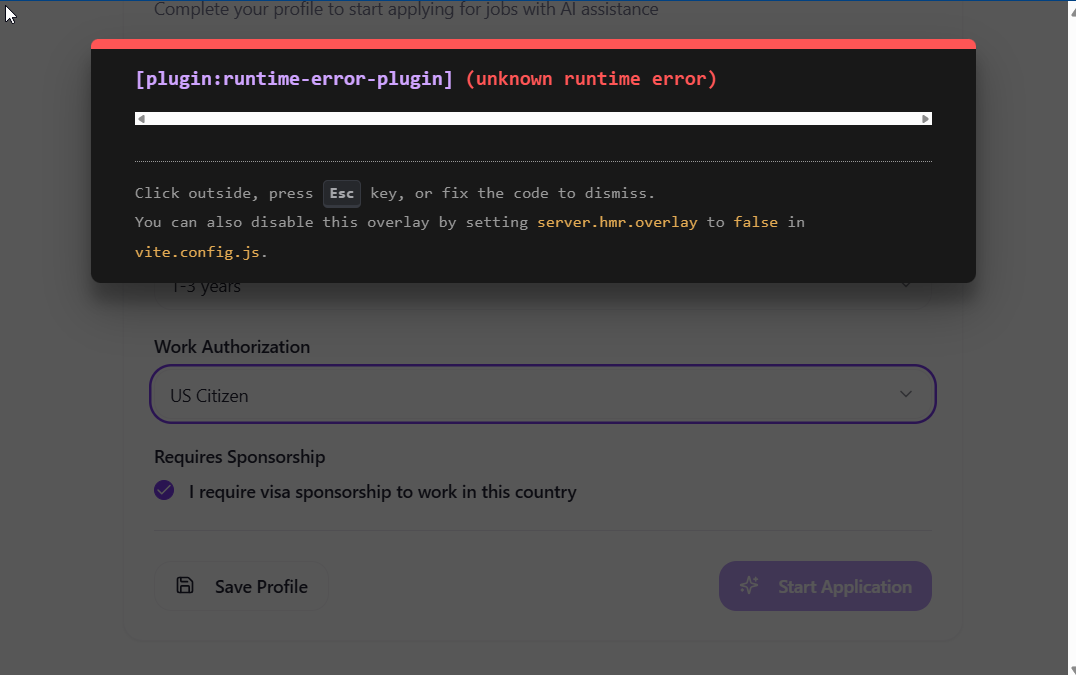 Complete your profile to start applying for jobs with AI assistance
[plugin:runtime-error-plugin] (unknown runtime error)
Click outside, press Esc key, or fix the code to dismiss.
You can also disable this overlay by setting server.hmr.overlay to false in
vite.config.js.
1-3 years
Work Authorization
US Citizen
Requires Sponsorship
I require visa sponsorship to work in this country
Save Profile
Start Application